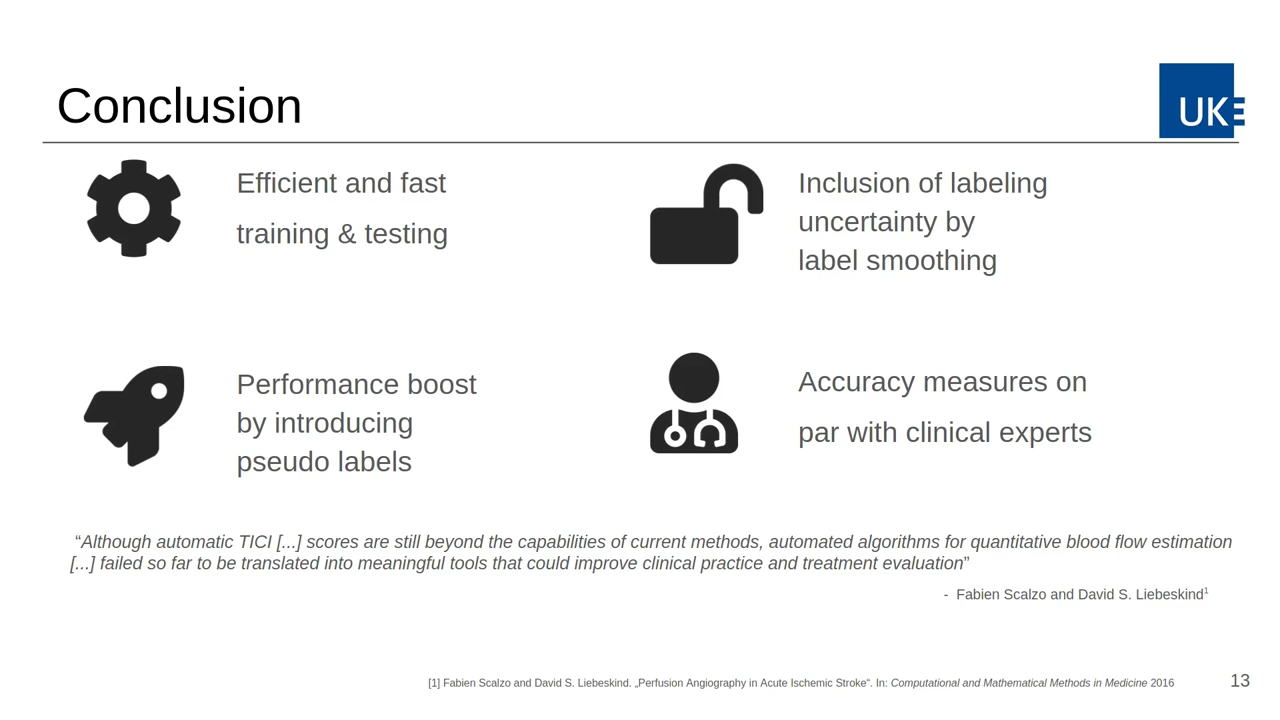 Conclusion
UKE
Efficient and fast
training & testing
Inclusion of labeling
uncertainty by
label smoothing
Performance boost
by introducing
pseudo labels
Accuracy measures on
par with clinical experts
“Although automatic TICI [...] scores are still beyond the capabilities of current methods, automated algorithms for quantitative blood flow estimation
[...] failed so far to be translated into meaningful tools that could improve clinical practice and treatment evaluation”
- Fabien Scalzo and David S. Liebeskind1
[1] Fabien Scalzo and David S. Liebeskind. „Perfusion Angiography in Acute Ischemic Stroke“. In: Computational and Mathematical Methods in Medicine 2016
13